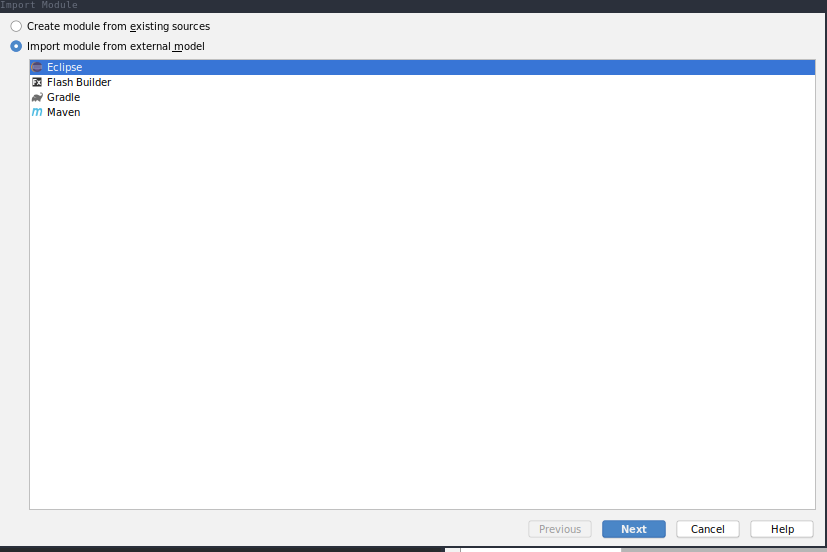 Import Module
Create module from existing sources
Import module from external model
Eclipse
Flash Builder
Gradle
Maven
Previous
Next
Cancel
Help